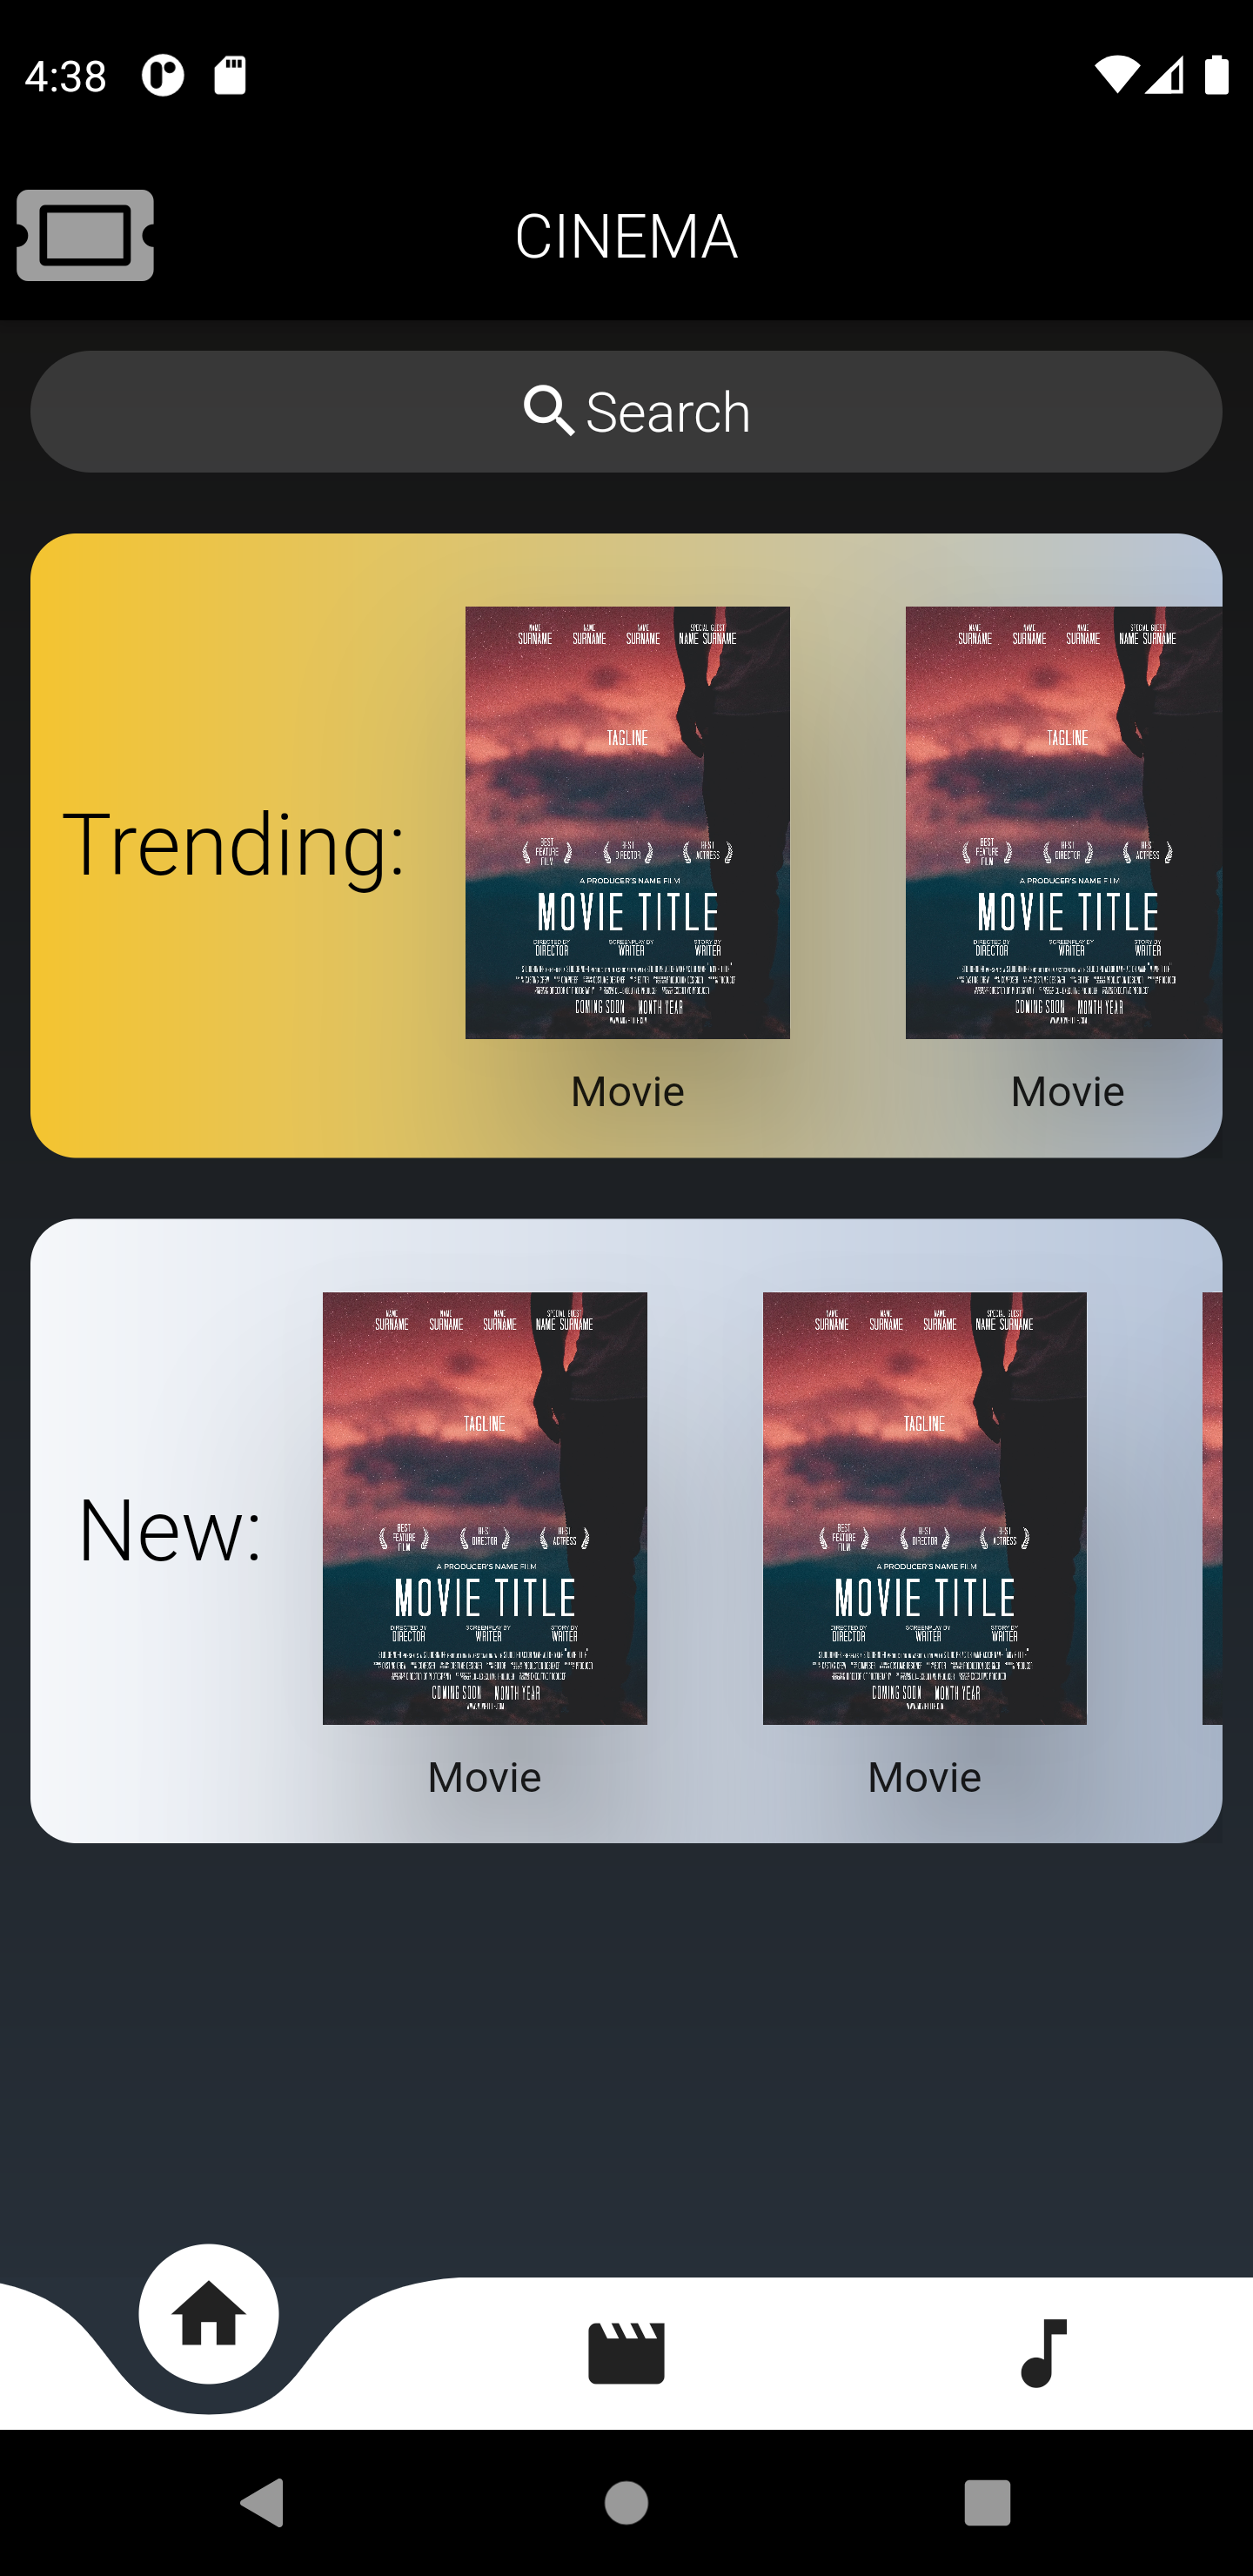 4:38
CINEMA
Search
Trending:
NAME NAME NAME SPECIAL GUEST
SURNAME SURNAME SURNAME NAME SURNAME
TAGLINE
BEST FEATURE FILM BEST DIRECTOR BEST ACTRESS
A PRODUCER'S NAME FILM
MOVIE TITLE
DIRECTED BY SCREENPLAY BY STORY BY
DIRECTOR WRITER WRITER
COMING SOON MONTH YEAR
Movie
NAME NAME NAME SPECIAL GUEST
SURNAME SURNAME SURNAME NAME SURNAME
TAGLINE
BEST FEATURE FILM BEST DIRECTOR BEST ACTRESS
A PRODUCER'S NAME FILM
MOVIE TITLE
DIRECTED BY SCREENPLAY BY STORY BY
DIRECTOR WRITER WRITER
COMING SOON MONTH YEAR
Movie
New:
NAME NAME NAME SPECIAL GUEST
SURNAME SURNAME SURNAME NAME SURNAME
TAGLINE
BEST FEATURE FILM BEST DIRECTOR BEST ACTRESS
A PRODUCER'S NAME FILM
MOVIE TITLE
DIRECTED BY SCREENPLAY BY STORY BY
DIRECTOR WRITER WRITER
COMING SOON MONTH YEAR
Movie
NAME NAME NAME SPECIAL GUEST
SURNAME SURNAME SURNAME NAME SURNAME
TAGLINE
BEST FEATURE FILM BEST DIRECTOR BEST ACTRESS
A PRODUCER'S NAME FILM
MOVIE TITLE
DIRECTED BY SCREENPLAY BY STORY BY
DIRECTOR WRITER WRITER
COMING SOON MONTH YEAR
Movie